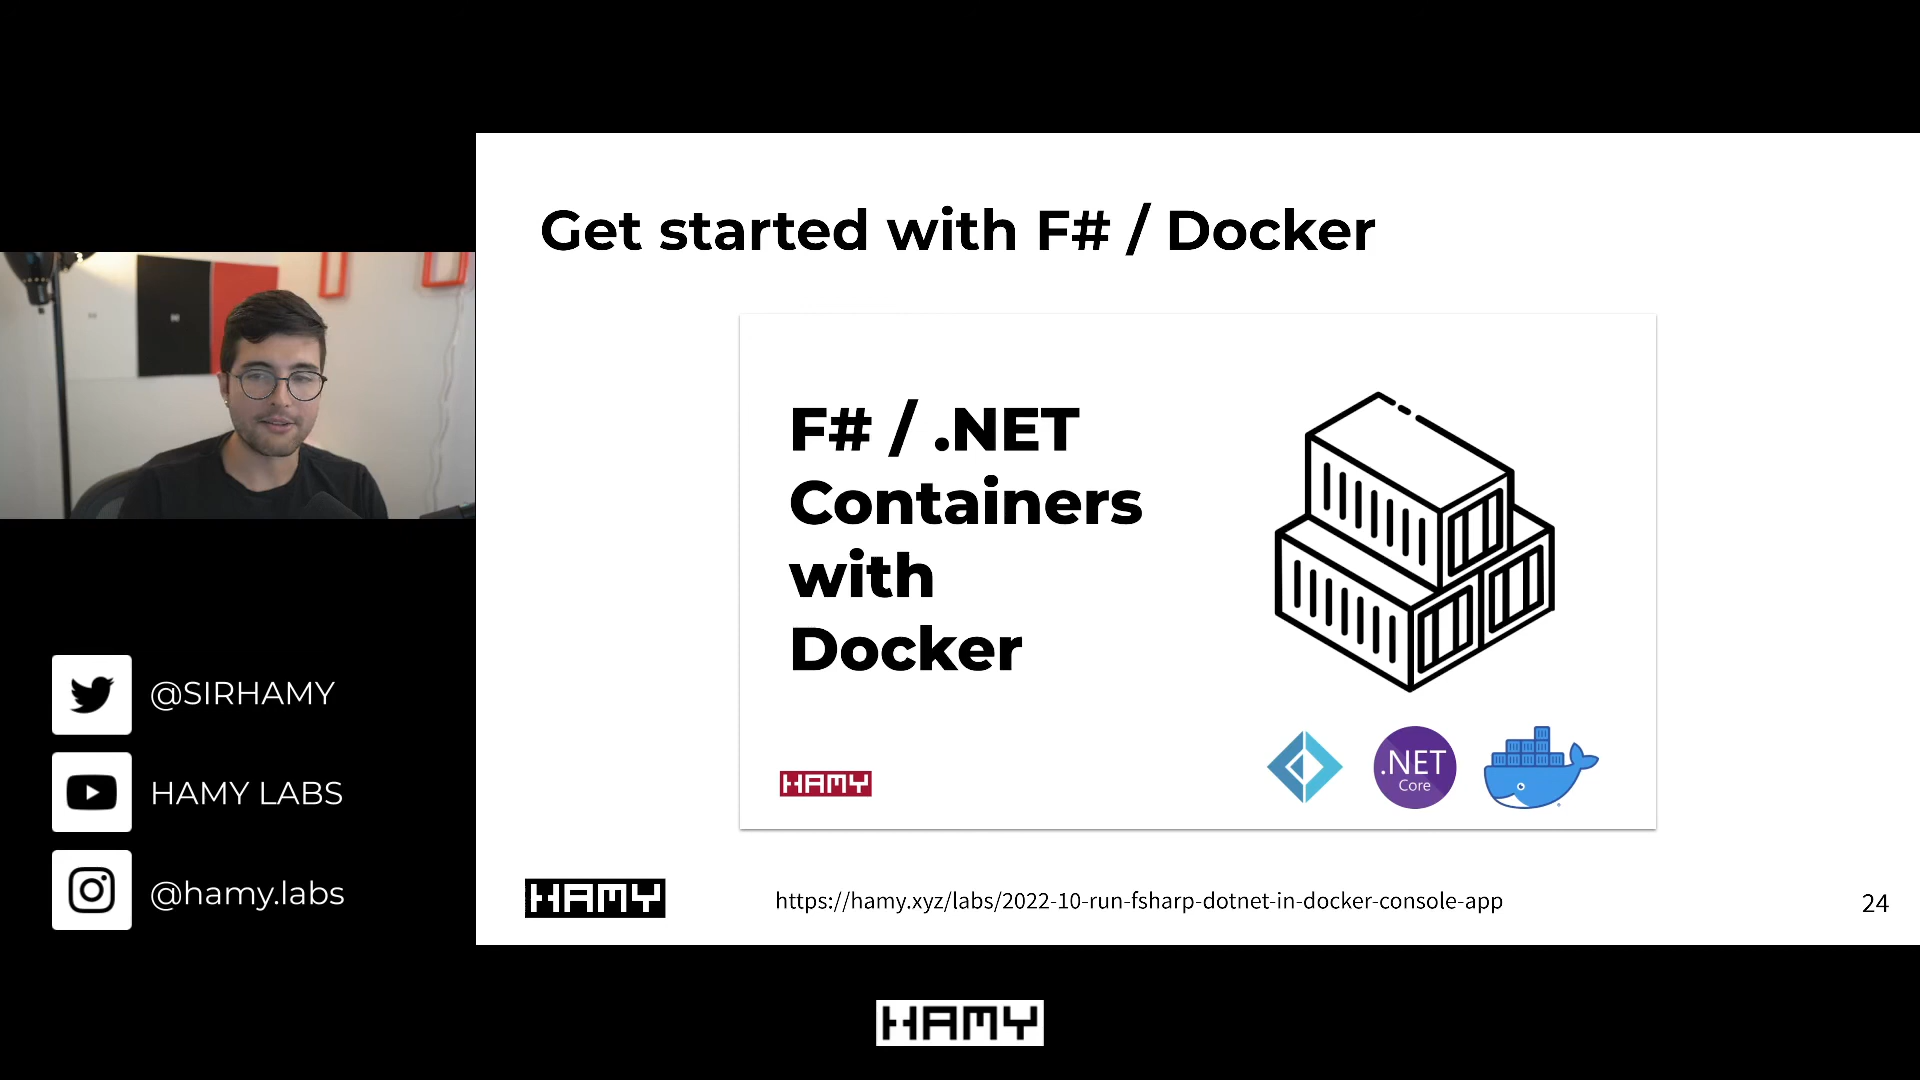 Get started with F# / Docker
F# / .NET
Containers
with
Docker
HAMY
.NET
Core
@SIRHAMY
HAMY LABS
@hamy.labs
HAMY
https://hamy.xyz/labs/2022-10-run-fsharp-dotnet-in-docker-console-app
24
HAMY